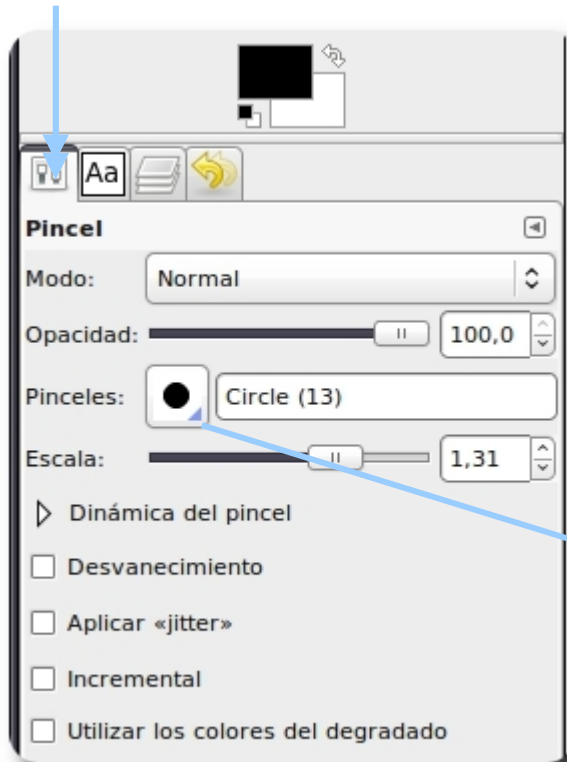 Aa
Pincel
Modo: Normal
Opacidad: 100,0
Pinceles: Circle (13)
Escala: 1,31
Dinámica del pincel
Desvanecimiento
Aplicar «jitter»
Incremental
Utilizar los colores del degradado